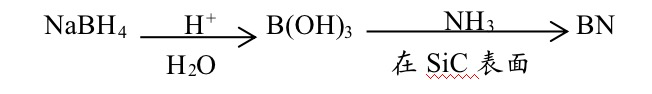 NaBH₄ H⁺ B(OH)₃ NH₃ BN
H₂O 在 SiC 表面